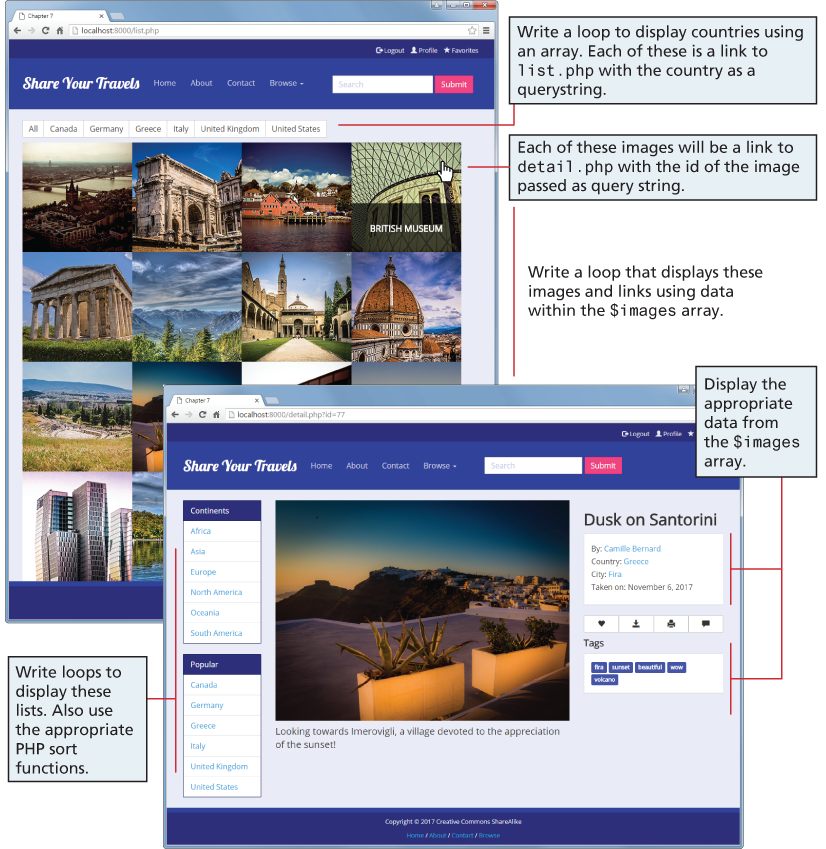 Chapter 7
localhost:8000/list.php
Logout Profile Favorites
Share Your Travels Home About Contact Browse Search Submit
All Canada Germany Greece Italy United Kingdom United States
BRITISH MUSEUM
Write a loop to display countries using
an array. Each of these is a link to
list.php with the country as a
querystring.
Each of these images will be a link to
detail.php with the id of the image
passed as query string.
Write a loop that displays these
images and links using data
within the $images array.
Display the
appropriate
data from
the $images
array.
Chapter 7
localhost:8000/detail.php?id=77
Logout Profile
Share Your Travels Home About Contact Browse Search Submit
Continents
Africa
Asia
Europe
North America
Oceania
South America
Popular
Canada
Germany
Greece
Italy
United Kingdom
United States
Looking towards Imerovigli, a village devoted to the appreciation
of the sunset!
Dusk on Santorini
By: Camille Bernard
Country: Greece
City: Fira
Taken on: November 6, 2017
Tags
fira sunset beautiful wow
volcano
Write loops to
display these
lists. Also use
the appropriate
PHP sort
functions.
Copyright © 2017 Creative Commons ShareAlike
Home / About / Contact / Browse